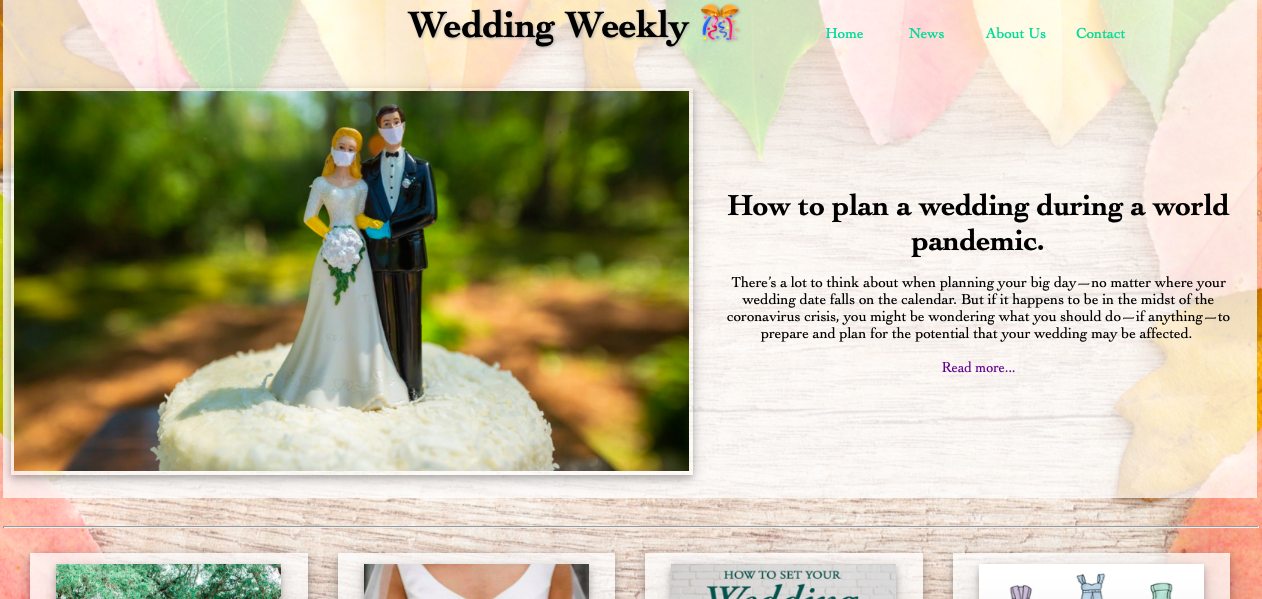 Wedding Weekly 🎊
Home News About Us Contact
How to plan a wedding during a world
pandemic.
There's a lot to think about when planning your big day—no matter where your
wedding date falls on the calendar. But if it happens to be in the midst of the
coronavirus crisis, you might be wondering what you should do—if anything—to
prepare and plan for the potential that your wedding may be affected.
Read more...
HOW TO SET YOUR
Wedding